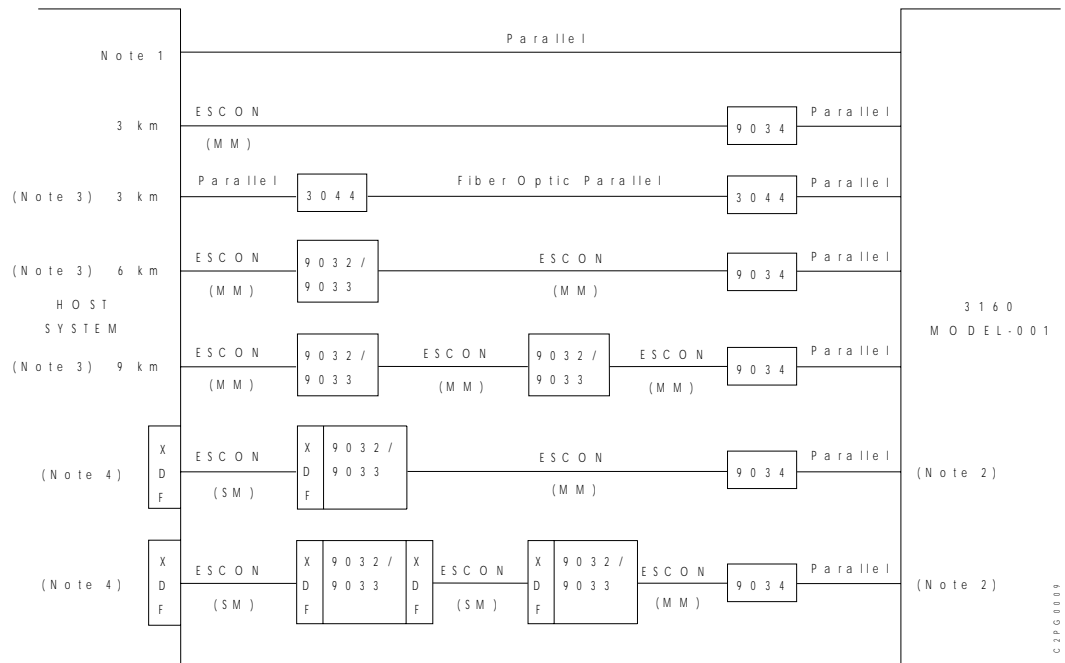 Parallel
Note 1
ESCON
Parallel
3 km
9034
(MM)
Parallel
Fiber Optic Parallel
Parallel
(Note 3) 3 km
3044
3044
ESCON
9032/
ESCON
Parallel
(Note 3) 6 km
9034
(MM)
9033
(MM)
HOST
SYSTEM
3160
MODEL-001
ESCON
9032/
ESCON
9032/
ESCON
Parallel
(Note 3) 9 km
9034
(MM)
9033
(MM)
9033
(MM)
X
D
F
ESCON
X
D
F
9032/
9033
ESCON
Parallel
(Note 4)
9034
(Note 2)
(SM)
(MM)
X
D
F
ESCON
X
D
F
9032/
9033
X
D
F
ESCON
X
D
F
9032/
9033
ESCON
Parallel
(Note 4)
9034
(Note 2)
(SM)
(SM)
(MM)
C2PG0009